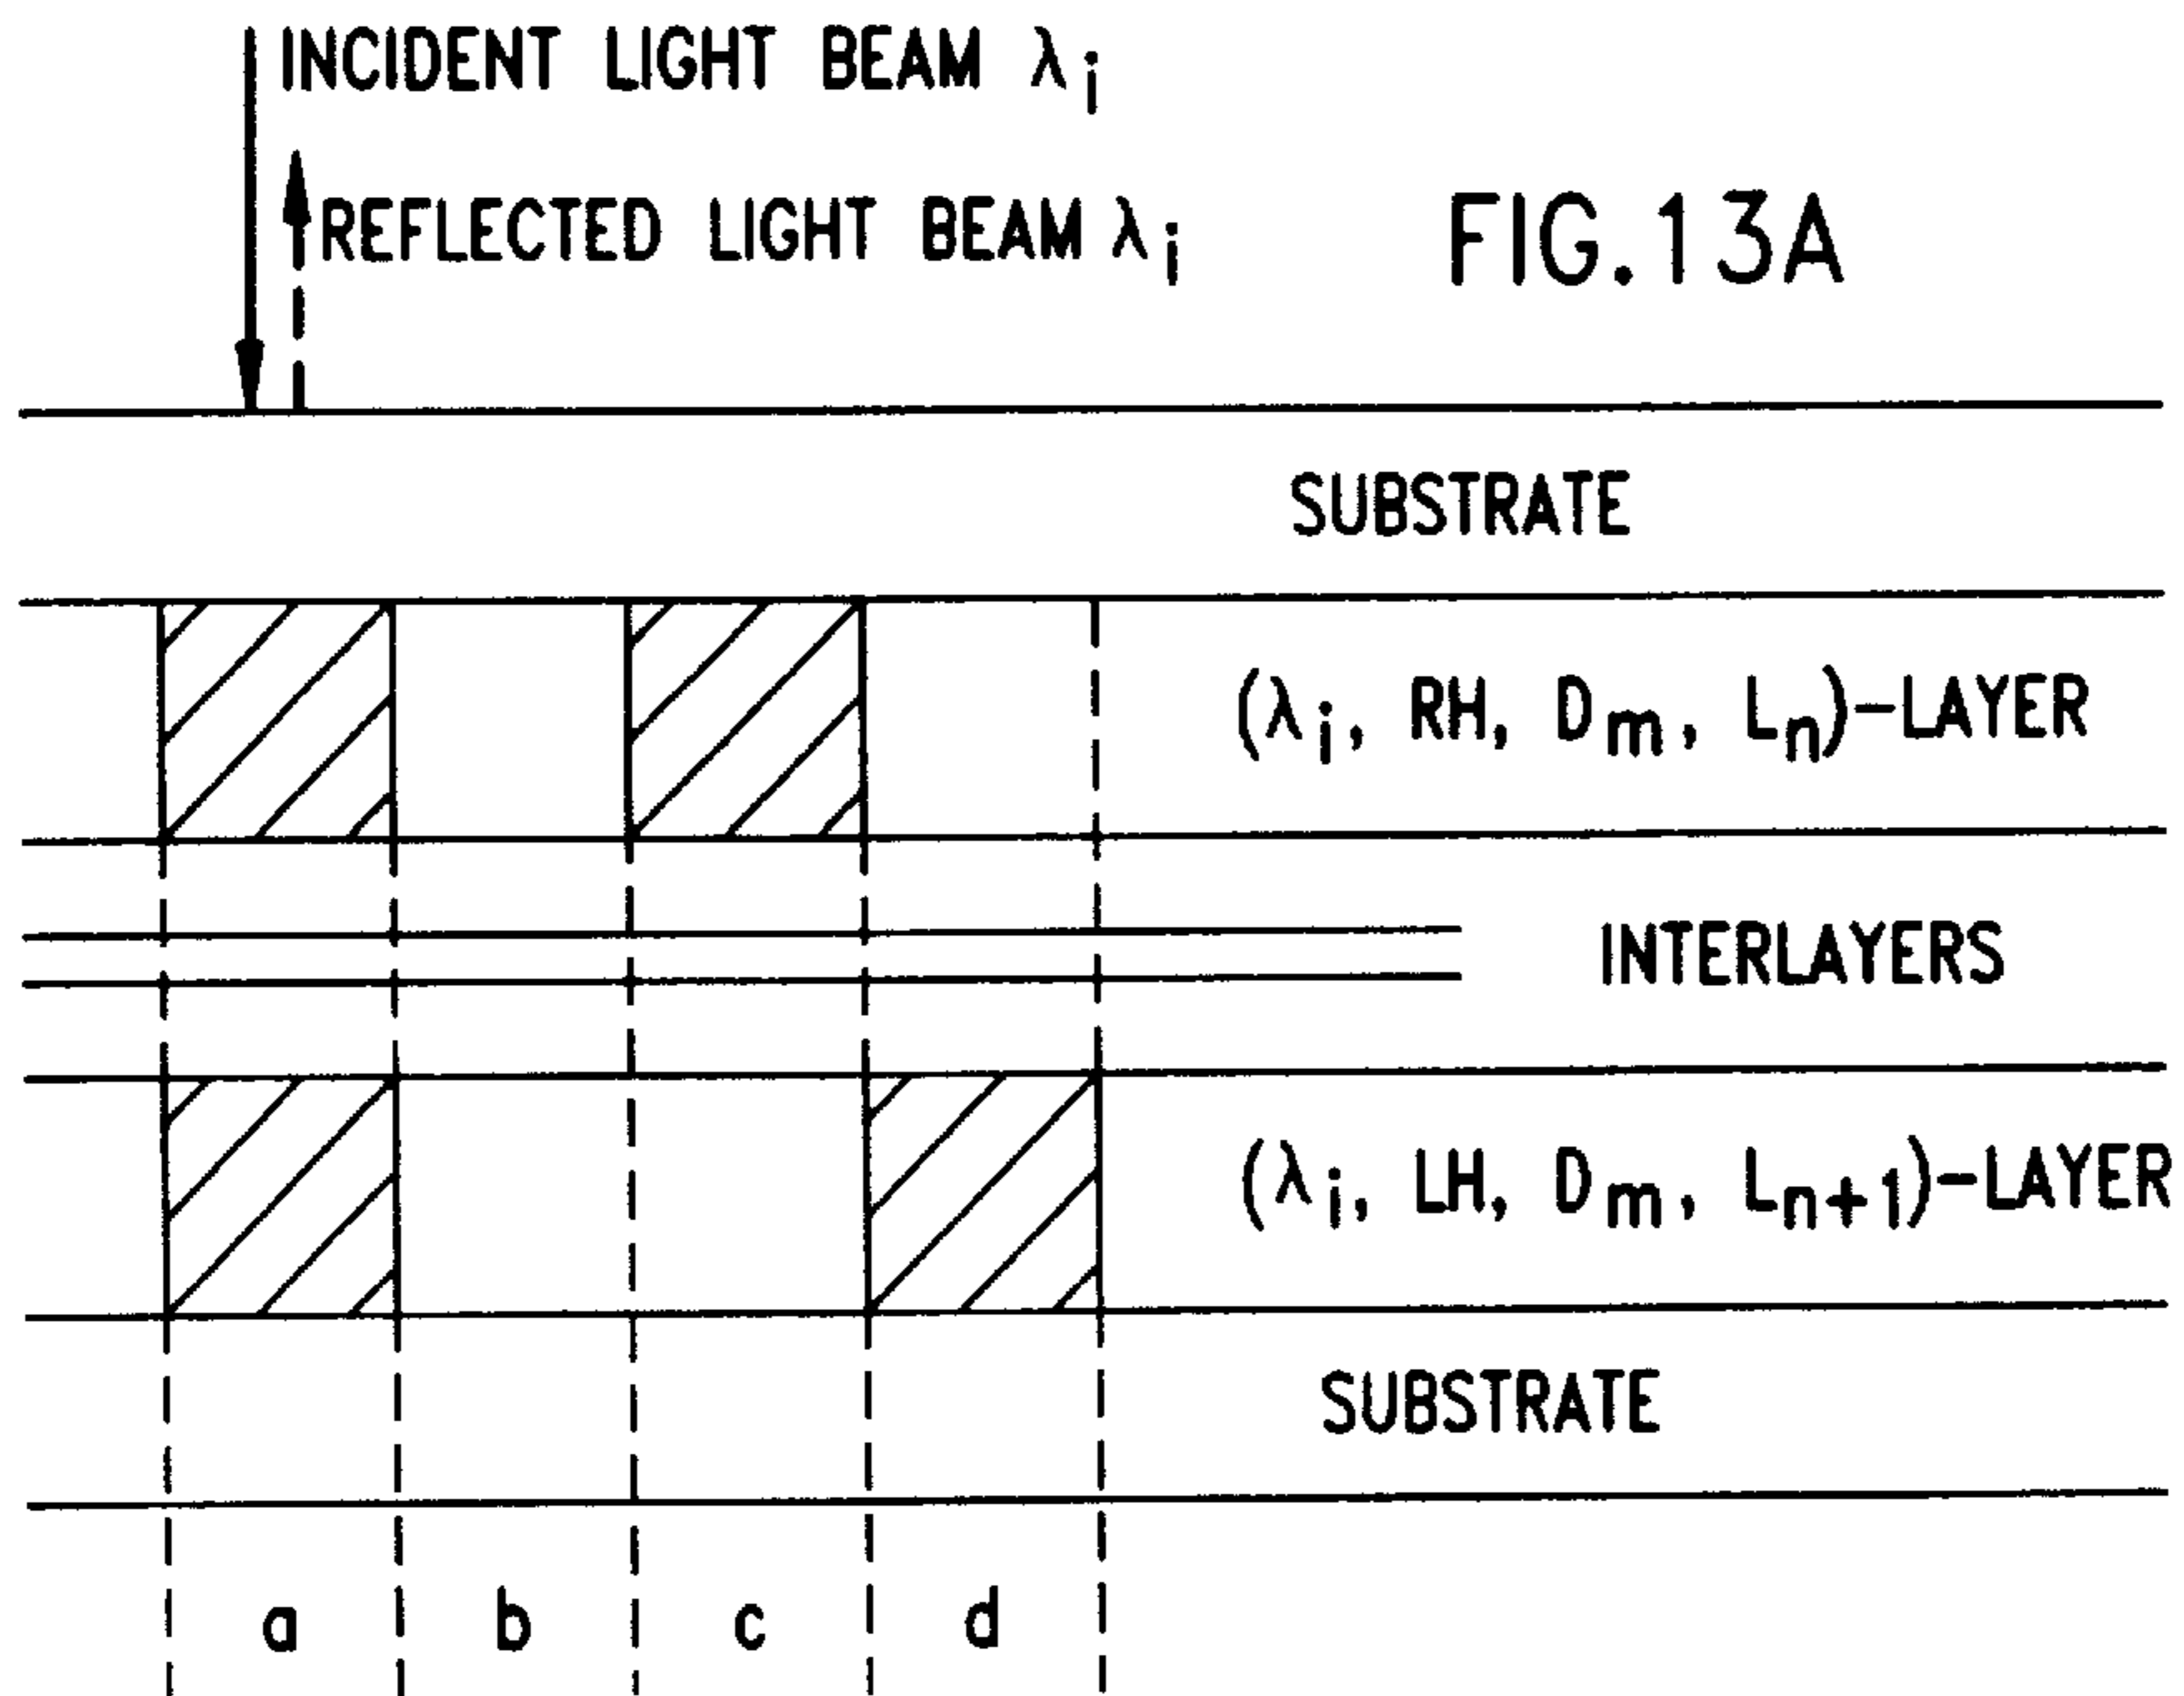 INCIDENT LIGHT BEAM λi
REFLECTED LIGHT BEAM λi
FIG.13A
SUBSTRATE
(λi, RH, Dm, Ln)-LAYER
INTERLAYERS
(λi, LH, Dm, Ln+1)-LAYER
SUBSTRATE
a b c d